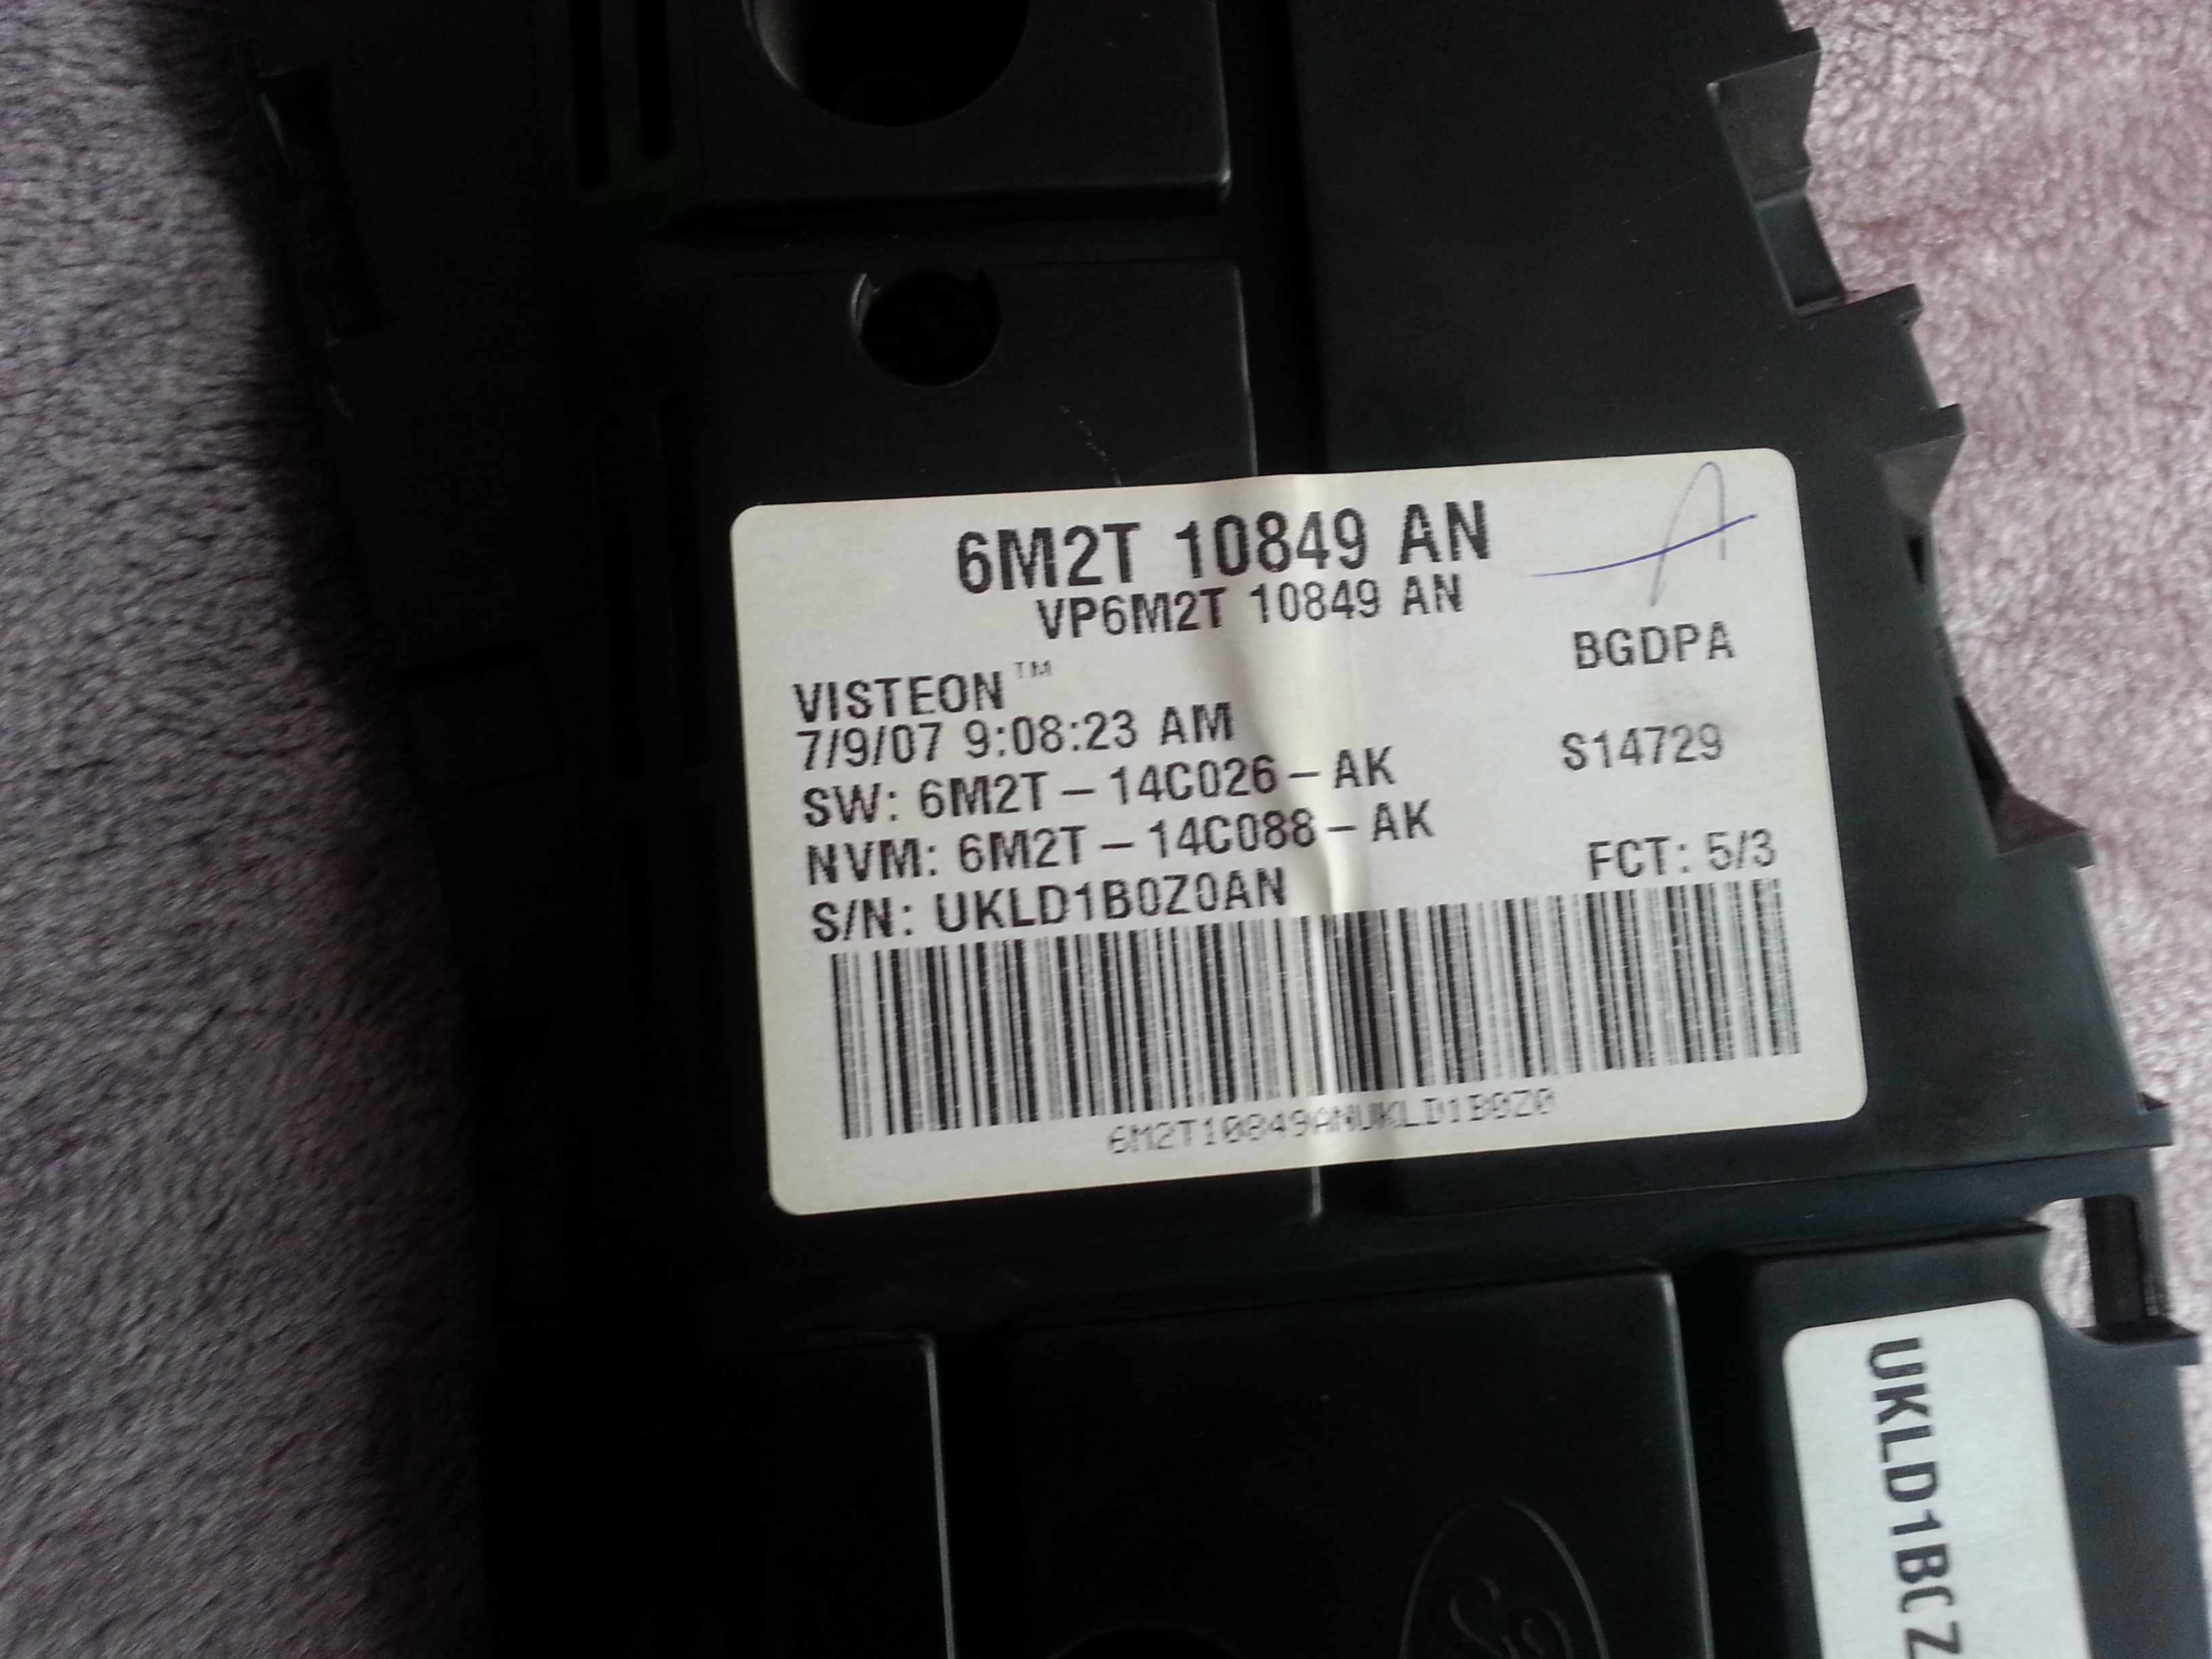 6M2T 10849 AN
VP6M2T 10849 AN
BGDPA
VISTEON™
7/9/07 9:08:23 AM
S14729
SW: 6M2T – 14C026 – AK
NVM: 6M2T – 14C088 – AK
FCT: 5/3
S/N: UKLD1B0Z0AN
6M2T10849ANUKLD1B0Z0
UKLD1B0Z